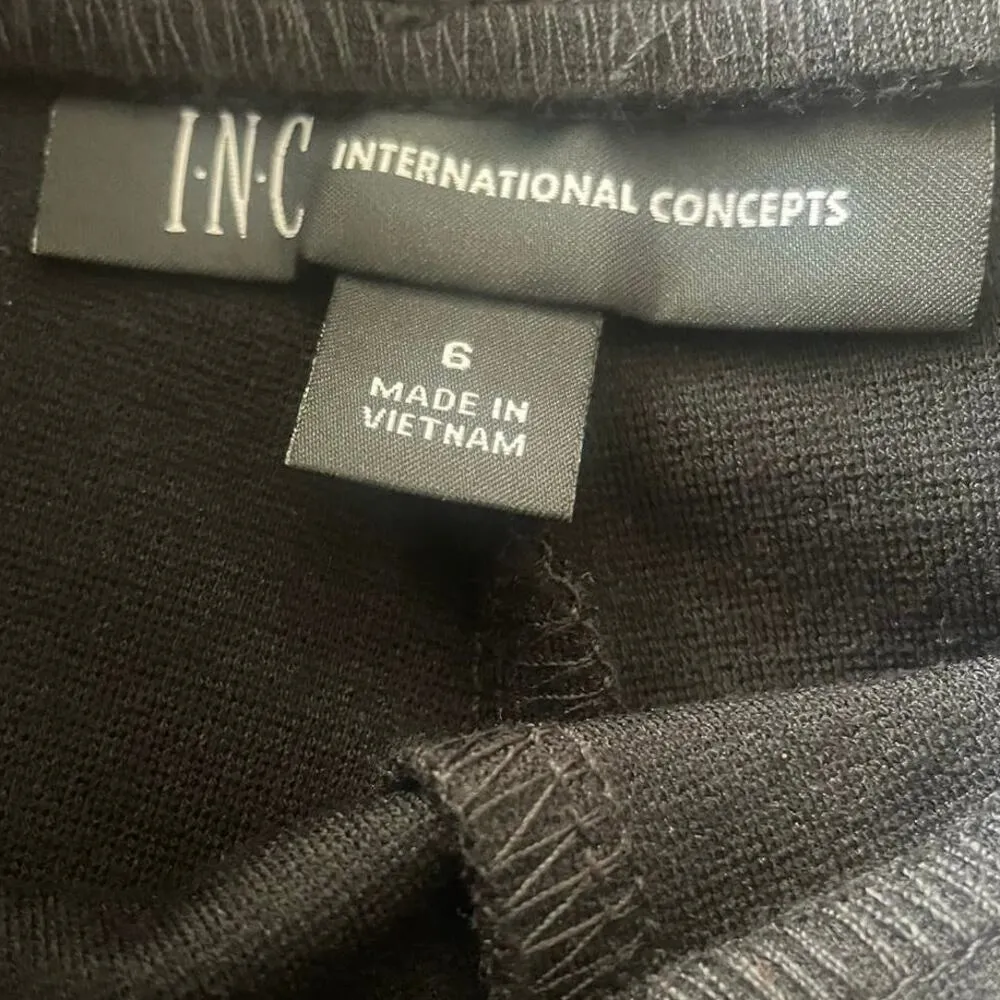 I·N·C INTERNATIONAL CONCEPTS
6
MADE IN
VIETNAM